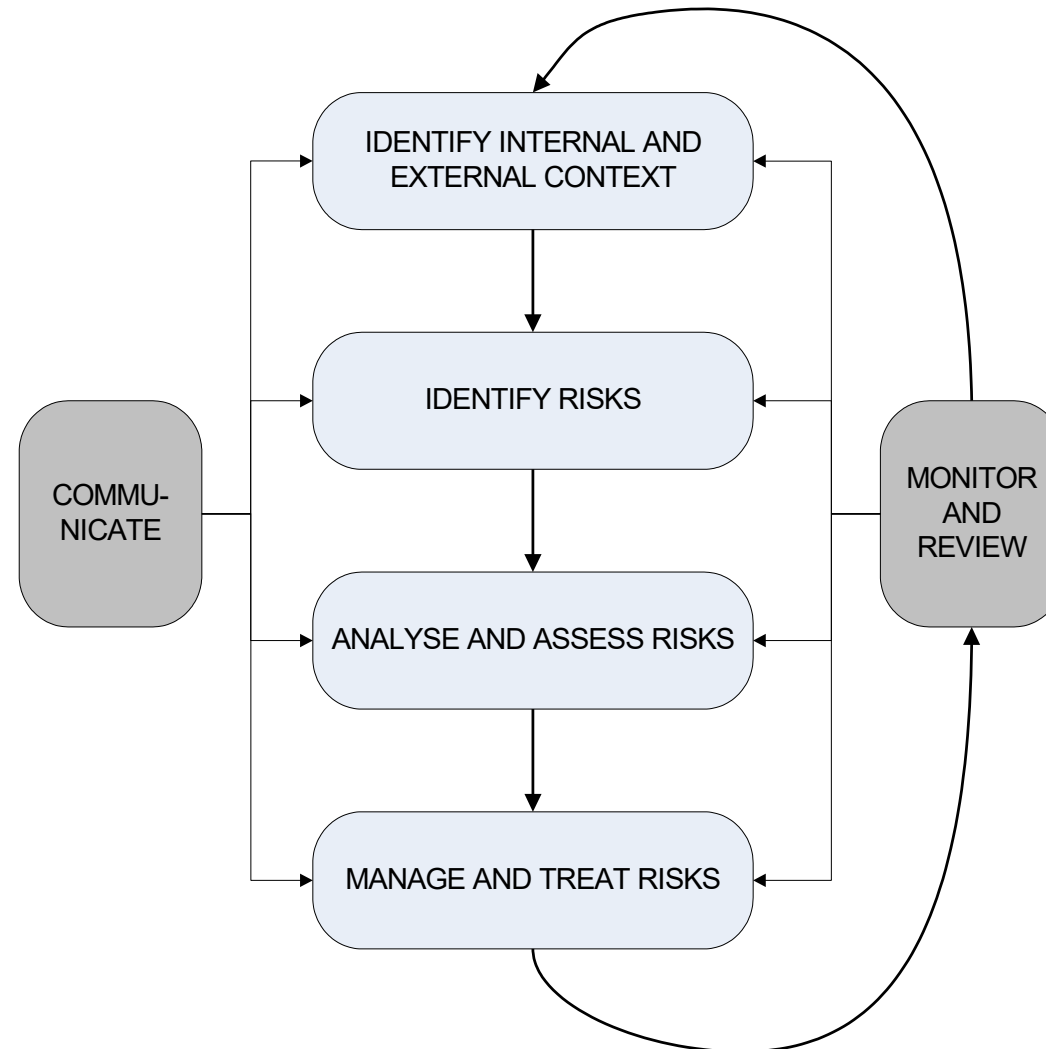 IDENTIFY INTERNAL AND
EXTERNAL CONTEXT
IDENTIFY RISKS
COMMU-
NICATE
MONITOR
AND
REVIEW
ANALYSE AND ASSESS RISKS
MANAGE AND TREAT RISKS